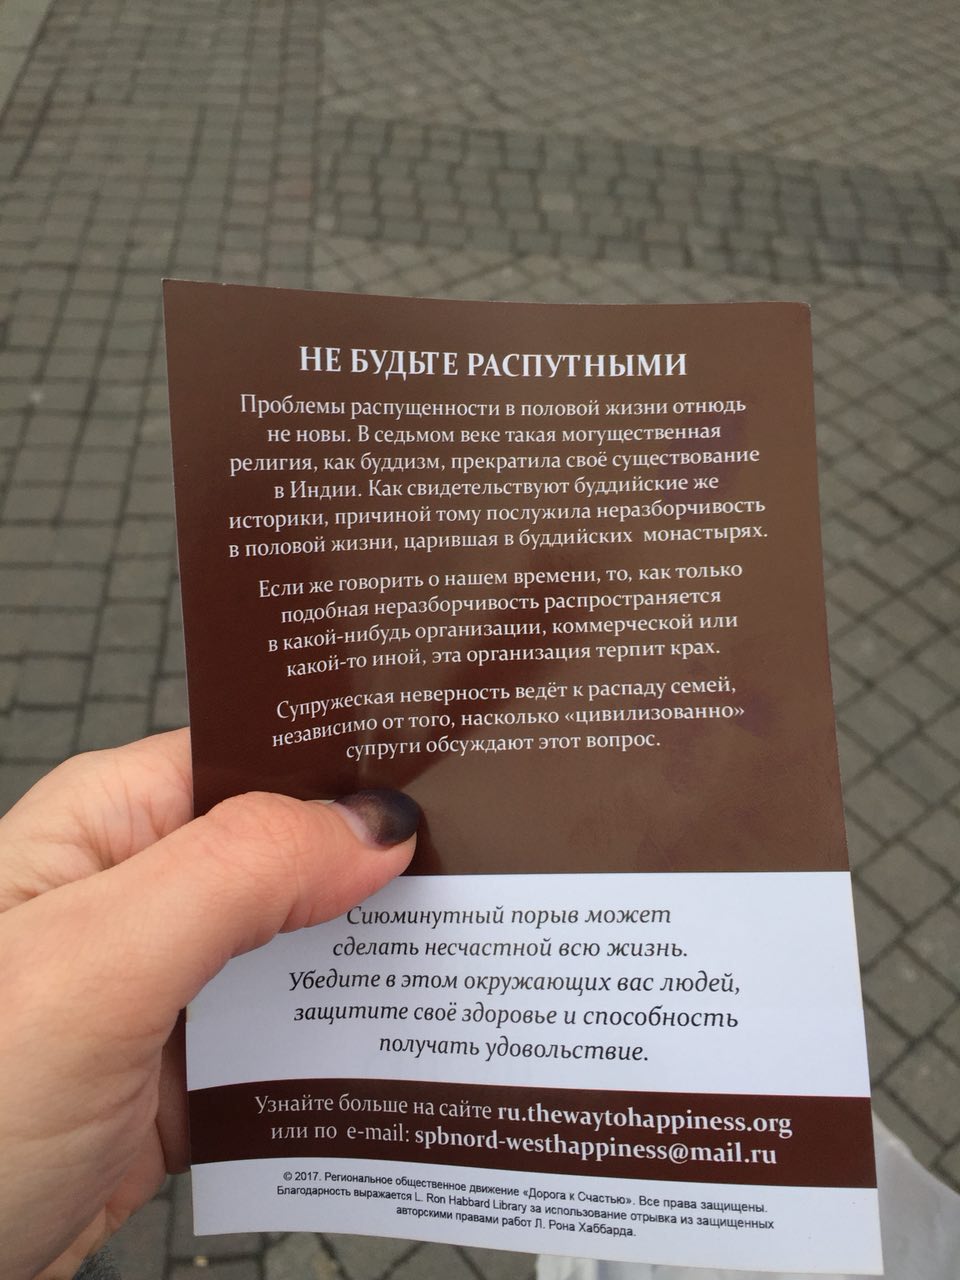 НЕ БУДЬТЕ РАСПУТНЫМИ
Проблемы распущенности в половой жизни отнюдь
не новы. В седьмом веке такая могущественная
религия, как буддизм, прекратила своё существование
в Индии. Как свидетельствуют буддийские же
историки, причиной тому послужила неразборчивость
в половой жизни, царившая в буддийских монастырях.
Если же говорить о нашем времени, то, как только
подобная неразборчивость распространяется
в какой-нибудь организации, коммерческой или
какой-то иной, эта организация терпит крах.
Супружеская неверность ведёт к распаду семей,
независимо от того, насколько «цивилизованно»
супруги обсуждают этот вопрос.
Сиюминутный порыв может
сделать несчастной всю жизнь.
Убедите в этом окружающих вас людей,
защитите своё здоровье и способность
получать удовольствие.
Узнайте больше на сайте ru.thewaytohappiness.org
или по e-mail: spbnord-westhappiness@mail.ru
© 2017. Региональное общественное движение «Дорога к Счастью». Все права защищены.
Благодарность выражается L. Ron Habbard Library за использование отрывка из защищенных
авторскими правами работ Л. Рона Хаббарда.